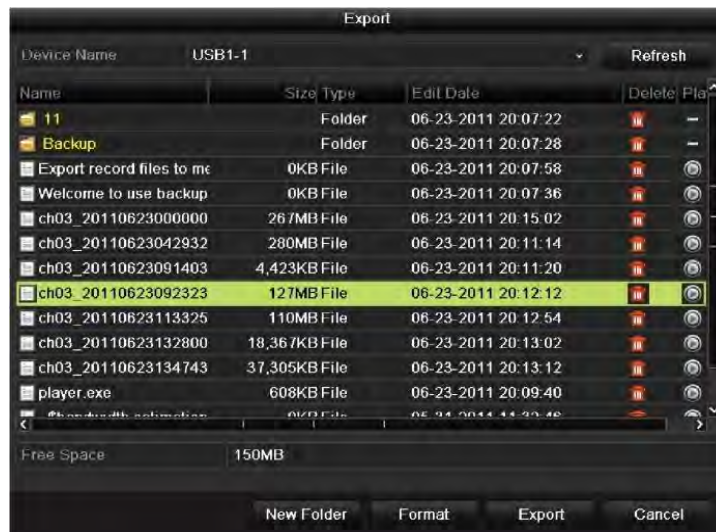 Export
Device Name USB1-1 Refresh
Name Size Type Edit Date Delete Pla
11 Folder 06-23-2011 20:07:22
Backup Folder 06-23-2011 20:07:28
Export record files to me 0KB File 06-23-2011 20:07:58
Welcome to use backup 0KB File 06-23-2011 20:07:36
ch03_20110623000000 267MB File 06-23-2011 20:15:02
ch03_20110623042932 280MB File 06-23-2011 20:11:14
ch03_20110623091403 4,423KB File 06-23-2011 20:11:20
ch03_20110623092323 127MB File 06-23-2011 20:12:12
ch03_20110623113325 110MB File 06-23-2011 20:12:54
ch03_20110623132800 18,367KB File 06-23-2011 20:13:02
ch03_20110623134743 37,305KB File 06-23-2011 20:13:12
player.exe 608KB File 06-23-2011 20:09:40
Free Space 150MB
New Folder Format Export Cancel